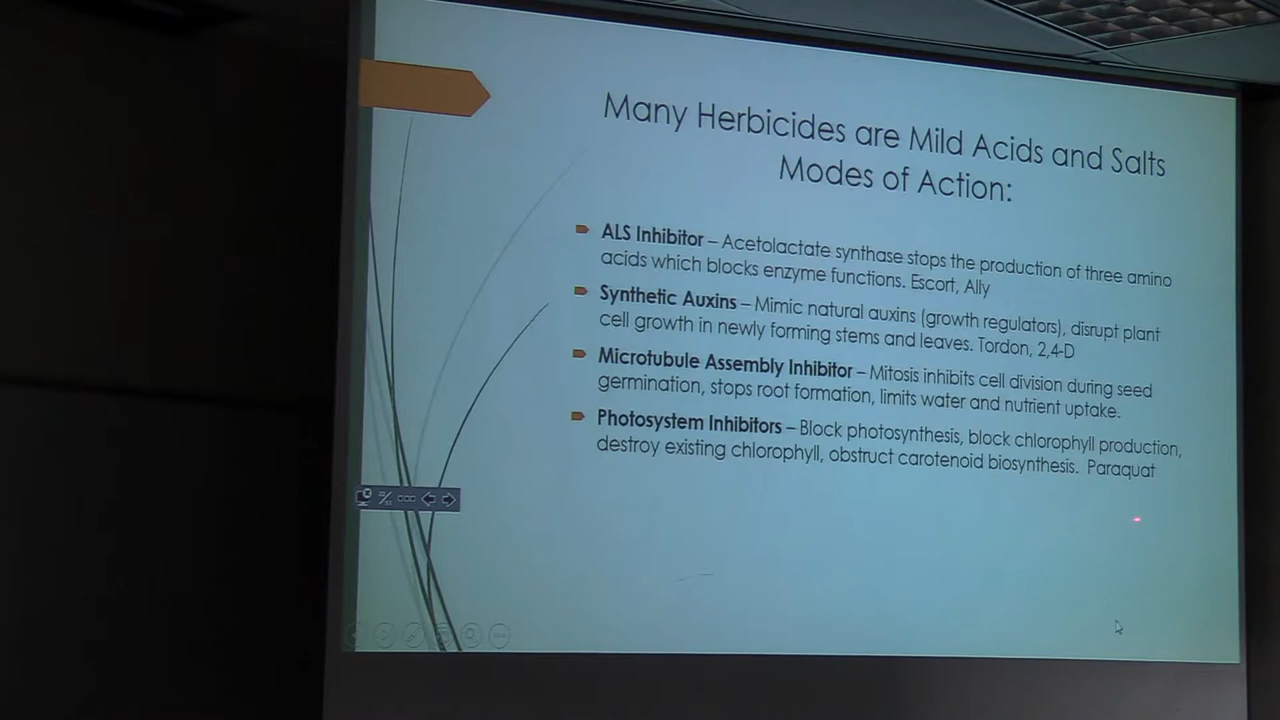 Many Herbicides are Mild Acids and Salts
Modes of Action:
ALS Inhibitor – Acetolactate synthase stops the production of three amino
acids which blocks enzyme functions. Escort, Ally
Synthetic Auxins – Mimic natural auxins (growth regulators), disrupt plant
cell growth in newly forming stems and leaves. Tordon, 2,4-D
Microtubule Assembly Inhibitor – Mitosis inhibits cell division during seed
germination, stops root formation, limits water and nutrient uptake.
Photosystem Inhibitors – Block photosynthesis, block chlorophyll production,
destroy existing chlorophyll, obstruct carotenoid biosynthesis. Paraquat